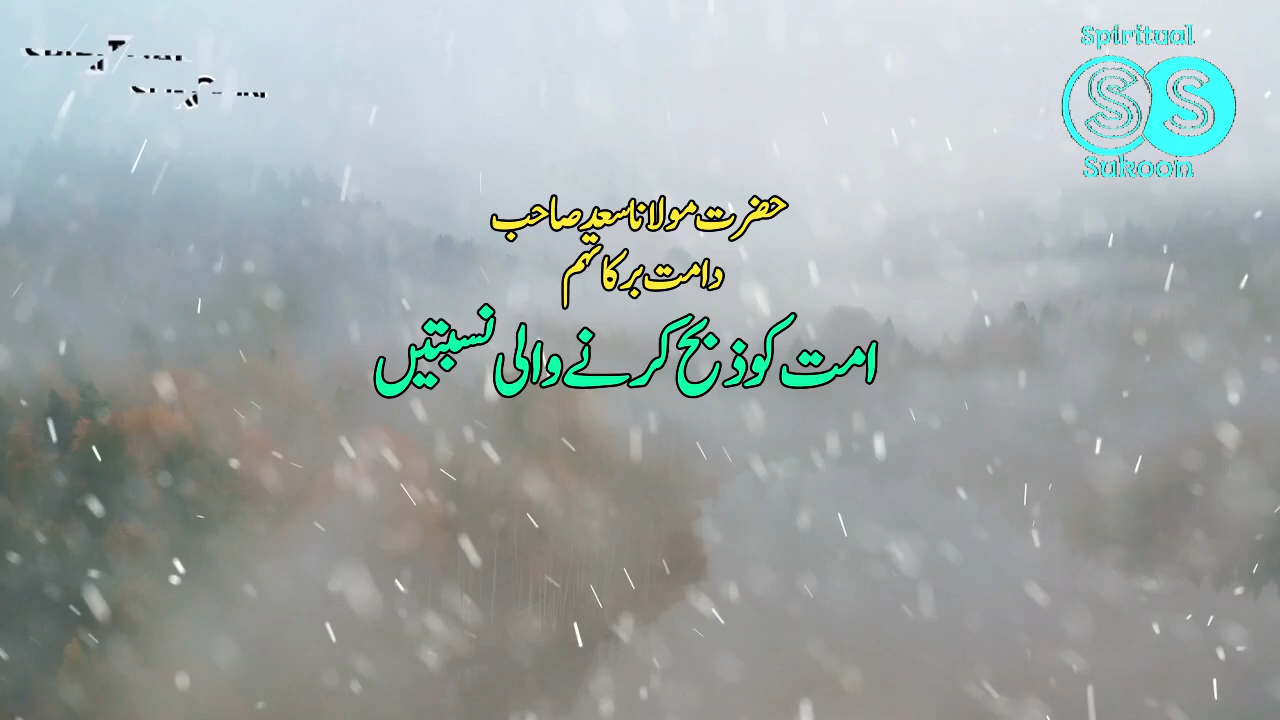 Spiritual
SS
Sukoon
حضرت مولانا سعد صاحب
دامت برکاتہم
امت کو ذبح کرنے والی نسبتیں